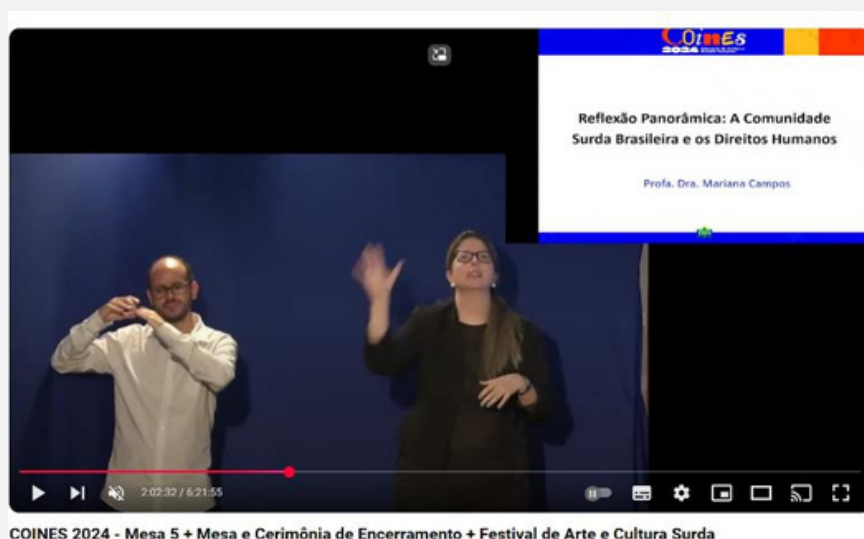 COinES
2024
Reflexão Panorâmica: A Comunidade
Surda Brasileira e os Direitos Humanos
Profa. Dra. Mariana Campos
2:02:32 / 6:21:55
COINES 2024 - Mesa 5 + Mesa e Cerimônia de Encerramento + Festival de Arte e Cultura Surda